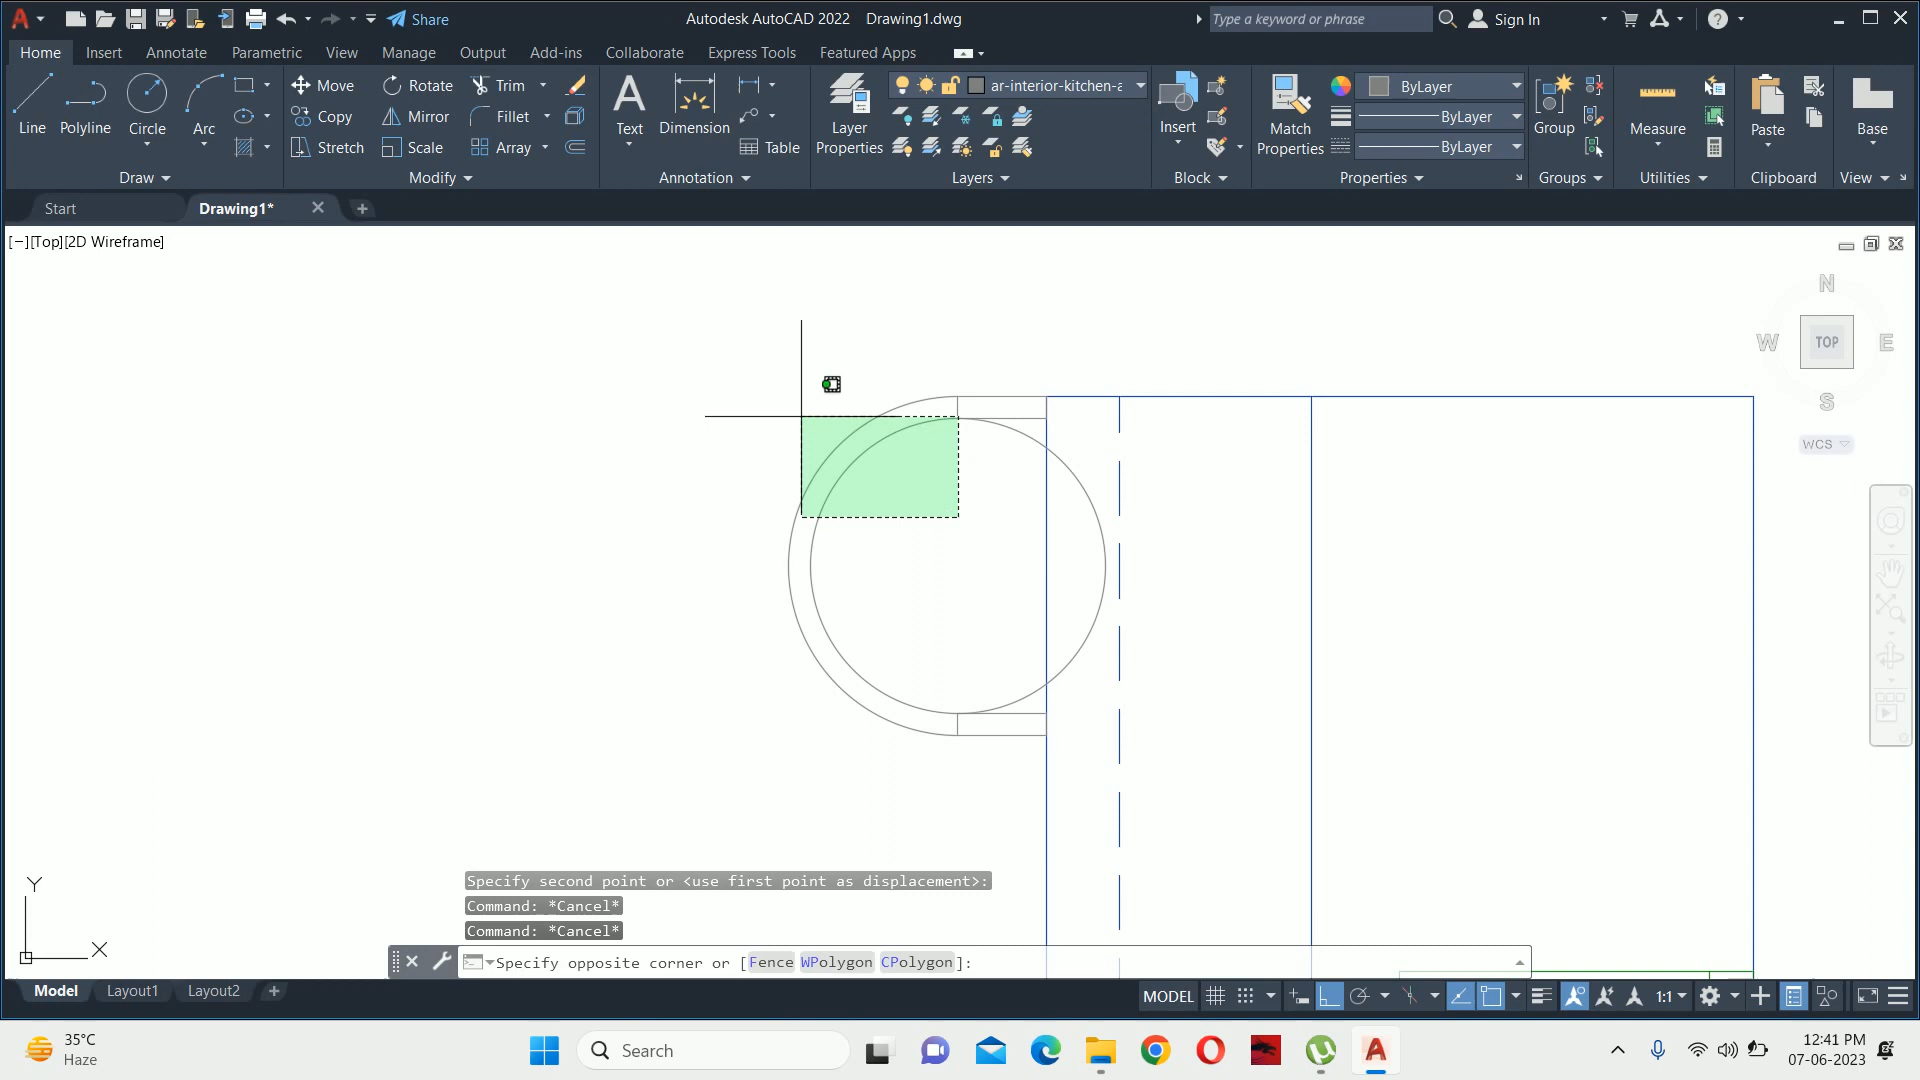 Share
Autodesk AutoCAD 2022 Drawing1.dwg
Type a keyword or phrase
Sign In
Home Insert Annotate Parametric View Manage Output Add-ins Collaborate Express Tools Featured Apps
Line
Polyline
Circle
Arc
Draw
Move
Rotate
Trim
Copy
Mirror
Fillet
Stretch
Scale
Array
Modify
Text
Dimension
Table
Annotation
Layer
Properties
ar-interior-kitchen-a
Layers
Insert
Block
Match
Properties
ByLayer
ByLayer
ByLayer
Properties
Group
Groups
Measure
Utilities
Paste
Clipboard
Base
View
Start
Drawing1*
[−][Top][2D Wireframe]
N
W
TOP
E
S
WCS
Y
X
Specify second point or <use first point as displacement>:
Command: *Cancel*
Command: *Cancel*
Specify opposite corner or [Fence WPolygon CPolygon]:
Model
Layout1
Layout2
MODEL
1:1
35°C
Haze
Search
12:41 PM
07-06-2023